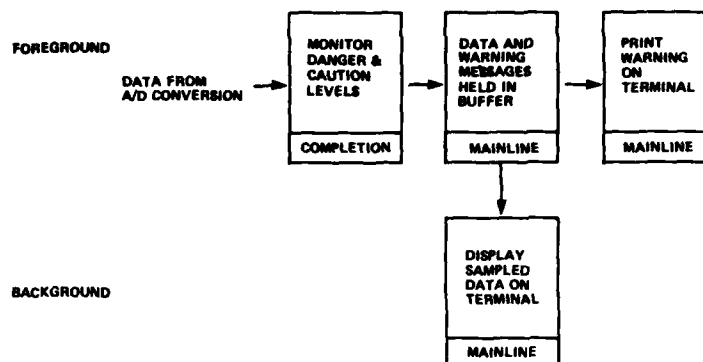 FOREGROUND
DATA FROM
A/D CONVERSION
MONITOR
DANGER &
CAUTION
LEVELS
COMPLETION
DATA AND
WARNING
MESSAGES
HELD IN
BUFFER
MAINLINE
PRINT
WARNING
ON
TERMINAL
MAINLINE
BACKGROUND
DISPLAY
SAMPLED
DATA ON
TERMINAL
MAINLINE